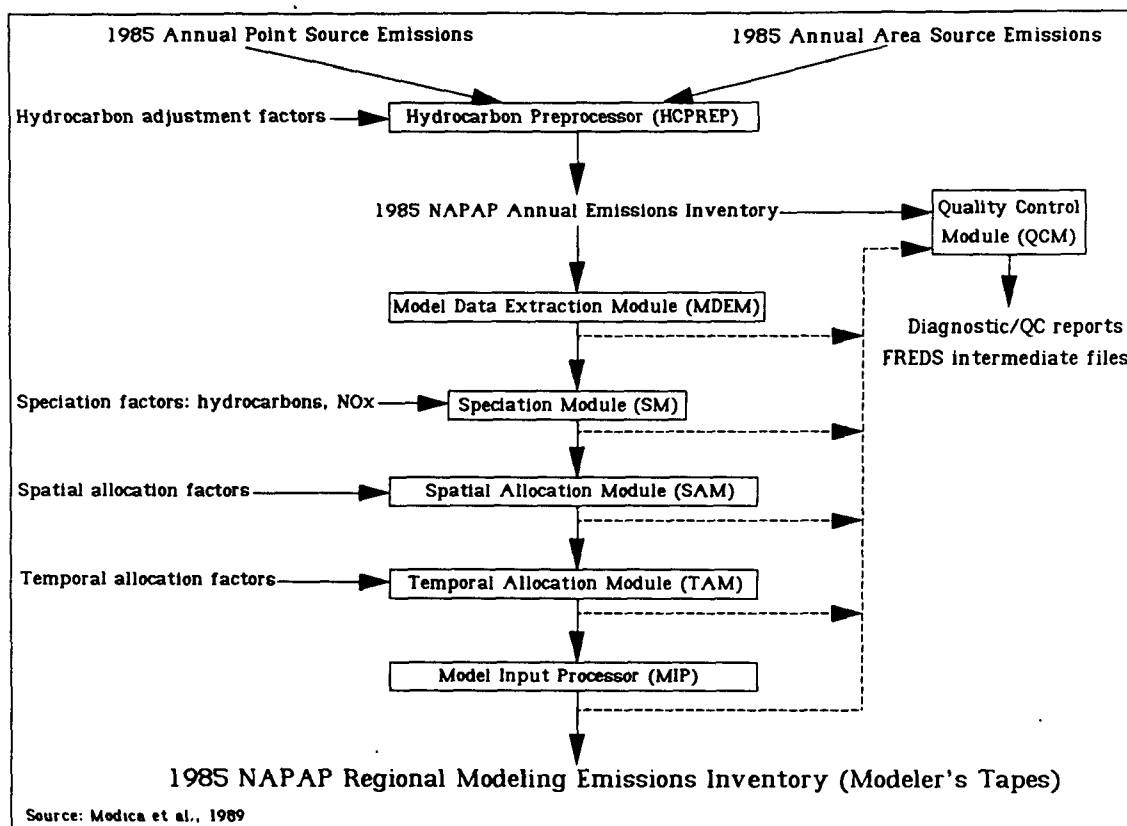 1985 Annual Point Source Emissions
1985 Annual Area Source Emissions
Hydrocarbon adjustment factors
Hydrocarbon Preprocessor (HCPREP)
1985 NAPAP Annual Emissions Inventory
Quality Control
Module (QCM)
Model Data Extraction Module (MDEM)
Diagnostic/QC reports
FREDS intermediate files
Speciation factors: hydrocarbons, NOx
Speciation Module (SM)
Spatial allocation factors
Spatial Allocation Module (SAM)
Temporal allocation factors
Temporal Allocation Module (TAM)
Model Input Processor (MIP)
1985 NAPAP Regional Modeling Emissions Inventory (Modeler's Tapes)
Source: Modica et al., 1989